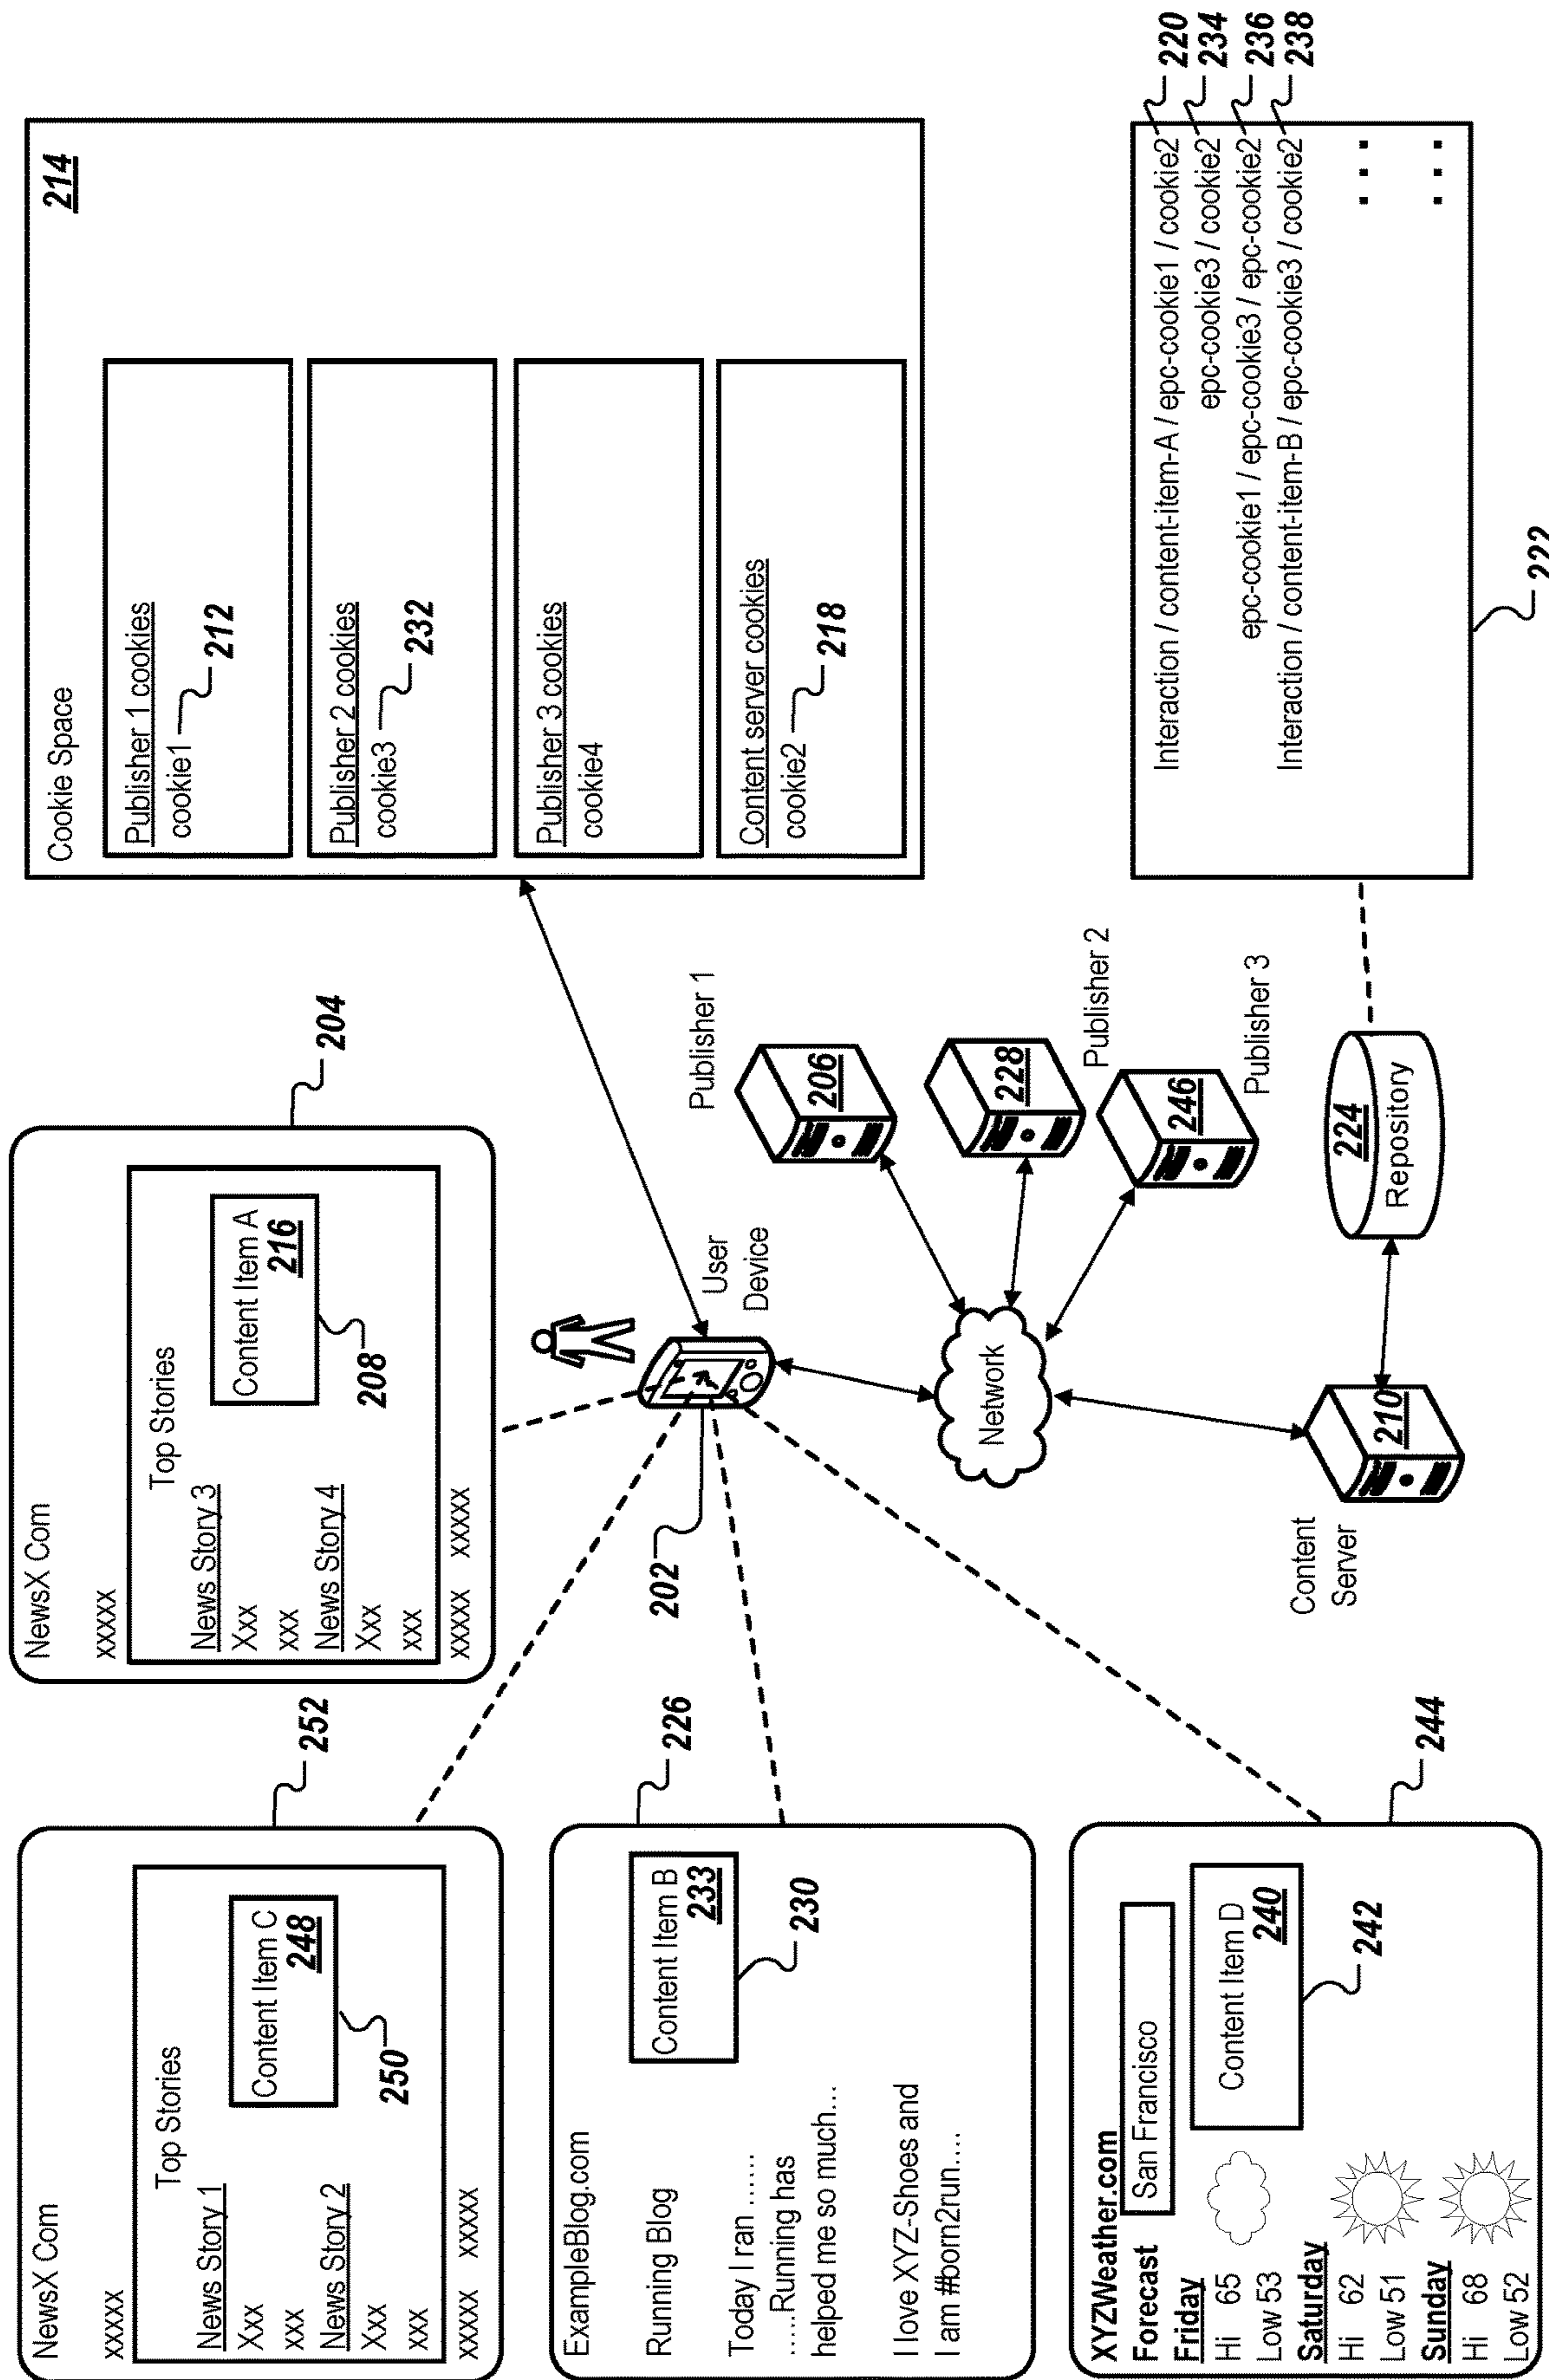 NewsX Com
xxxxx
Top Stories
News Story 1
Xxx
xxx
News Story 2
Xxx
xxx
xxxxx xxxxx
Content Item C
248
250
252
NewsX Com
xxxxx
Top Stories
News Story 3
Xxx
xxx
News Story 4
Xxx
xxx
xxxxx xxxxx
Content Item A
216
208
204
Cookie Space
214
Publisher 1 cookies
cookie1
212
Publisher 2 cookies
cookie3
232
Publisher 3 cookies
cookie4
Content server cookies
cookie2
218
ExampleBlog.com
Running Blog
Today I ran ......
.....Running has
helped me so much...
I love XYZ-Shoes and
I am #born2run....
Content Item B
233
230
226
202
User
Device
Network
Publisher 1
206
228
Publisher 2
246
Publisher 3
XYZWeather.com
Forecast
San Francisco
Friday
Hi 65
Low 53
Saturday
Hi 62
Low 51
Sunday
Hi 68
Low 52
Content Item D
240
242
244
Content
Server
210
224
Repository
Interaction / content-item-A / epc-cookie1 / cookie2
220
epc-cookie3 / cookie2
234
epc-cookie1 / epc-cookie3 / epc-cookie2
236
Interaction / content-item-B / epc-cookie3 / cookie2
238
. . .
. . .
222